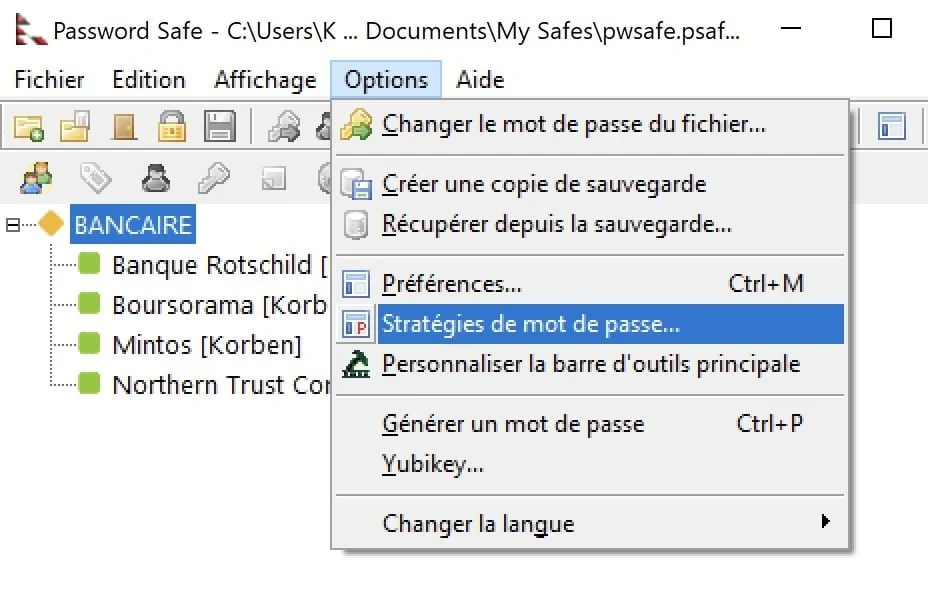 Password Safe - C:\Users\K ... Documents\My Safes\pwsafe.psaf...
Fichier Edition Affichage Options Aide
Changer le mot de passe du fichier...
Créer une copie de sauvegarde
Récupérer depuis la sauvegarde...
Préférences... Ctrl+M
Stratégies de mot de passe...
Personnaliser la barre d'outils principale
Générer un mot de passe Ctrl+P
Yubikey...
Changer la langue
BANCAIRE
Banque Rotschild [
Boursorama [Korb
Mintos [Korben]
Northern Trust Cor